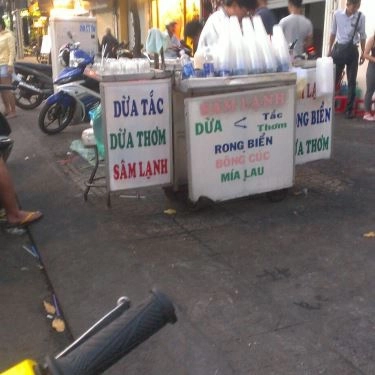 DỪA TẮC
DỪA THƠM
SÂM LẠNH
SÂM LẠNH
DỪA < Tắc
Thơm
RONG BIỂN
BÔNG CÚC
MÍA LAU
LẠ
RONG BIỂN
DỪA THƠM